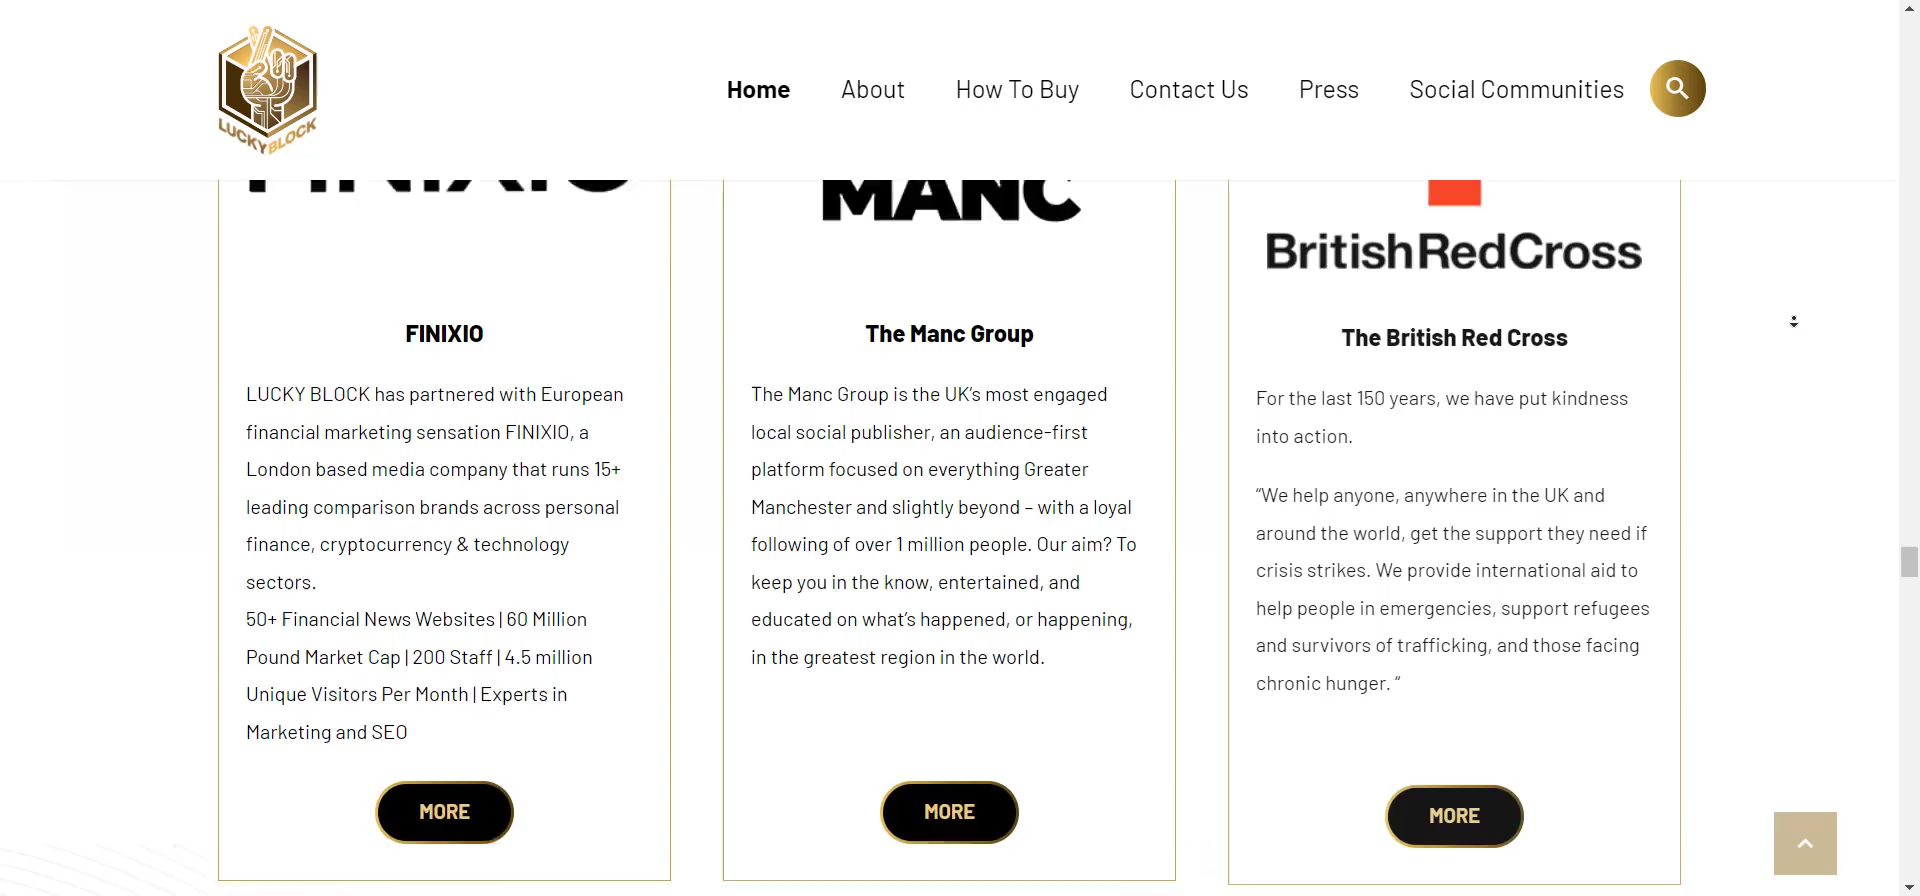 LUCKYBLOCK
Home About How To Buy Contact Us Press Social Communities
FINIXIO
MANC
BritishRedCross
FINIXIO
LUCKY BLOCK has partnered with European
financial marketing sensation FINIXIO, a
London based media company that runs 15+
leading comparison brands across personal
finance, cryptocurrency & technology
sectors.
50+ Financial News Websites | 60 Million
Pound Market Cap | 200 Staff | 4.5 million
Unique Visitors Per Month | Experts in
Marketing and SEO
MORE
The Manc Group
The Manc Group is the UK’s most engaged
local social publisher, an audience-first
platform focused on everything Greater
Manchester and slightly beyond – with a loyal
following of over 1 million people. Our aim? To
keep you in the know, entertained, and
educated on what’s happened, or happening,
in the greatest region in the world.
MORE
The British Red Cross
For the last 150 years, we have put kindness
into action.
“We help anyone, anywhere in the UK and
around the world, get the support they need if
crisis strikes. We provide international aid to
help people in emergencies, support refugees
and survivors of trafficking, and those facing
chronic hunger. “
MORE